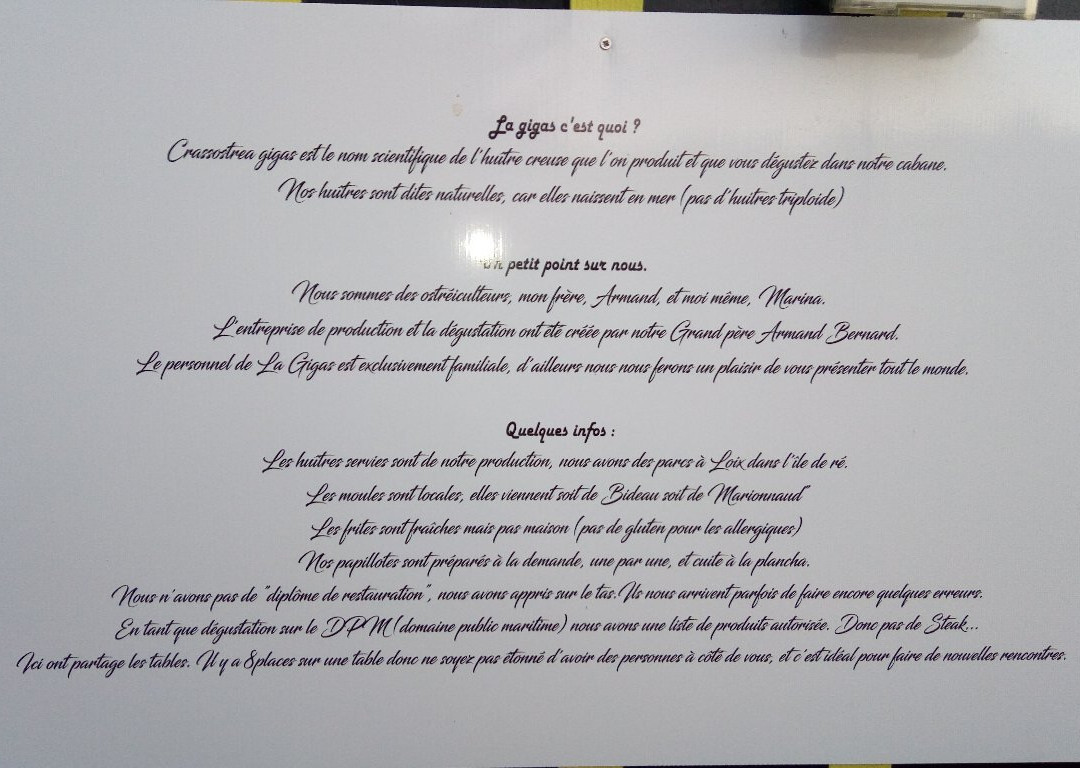 La gigas c'est quoi ?
Crassostrea gigas est le nom scientifique de l'huître creuse que l'on produit et que vous dégustez dans notre cabane.
Nos huîtres sont dites naturelles, car elles naissent en mer (pas d'huitres triploide)
Un petit point sur nous.
Nous sommes des ostréiculteurs, mon frère, Armand, et moi même, Marina.
L'entreprise de production et la dégustation ont été créée par notre Grand père Armand Bernard.
Le personnel de La Gigas est exclusivement familiale, d'ailleurs nous nous ferons un plaisir de vous présenter tout le monde.
Quelques infos :
Les huîtres servies sont de notre production, nous avons des parcs à Loix dans l'île de ré.
Les moules sont locales, elles viennent soit de Bideau soit de Marionnaud"
Les frites sont fraîches mais pas maison (pas de gluten pour les allergiques)
Nos papillotes sont préparés à la demande, une par une, et cuite à la plancha.
Nous n'avons pas de "diplôme de restauration", nous avons appris sur le tas. Ils nous arrivent parfois de faire encore quelques erreurs.
En tant que dégustation sur le DPM (domaine public maritime) nous avons une liste de produits autorisée. Donc pas de Steak...
Ici ont partage les tables. Il y a 8places sur une table donc ne soyez pas étonné d'avoir des personnes à côté de vous, et c'est idéal pour faire de nouvelles rencontres.